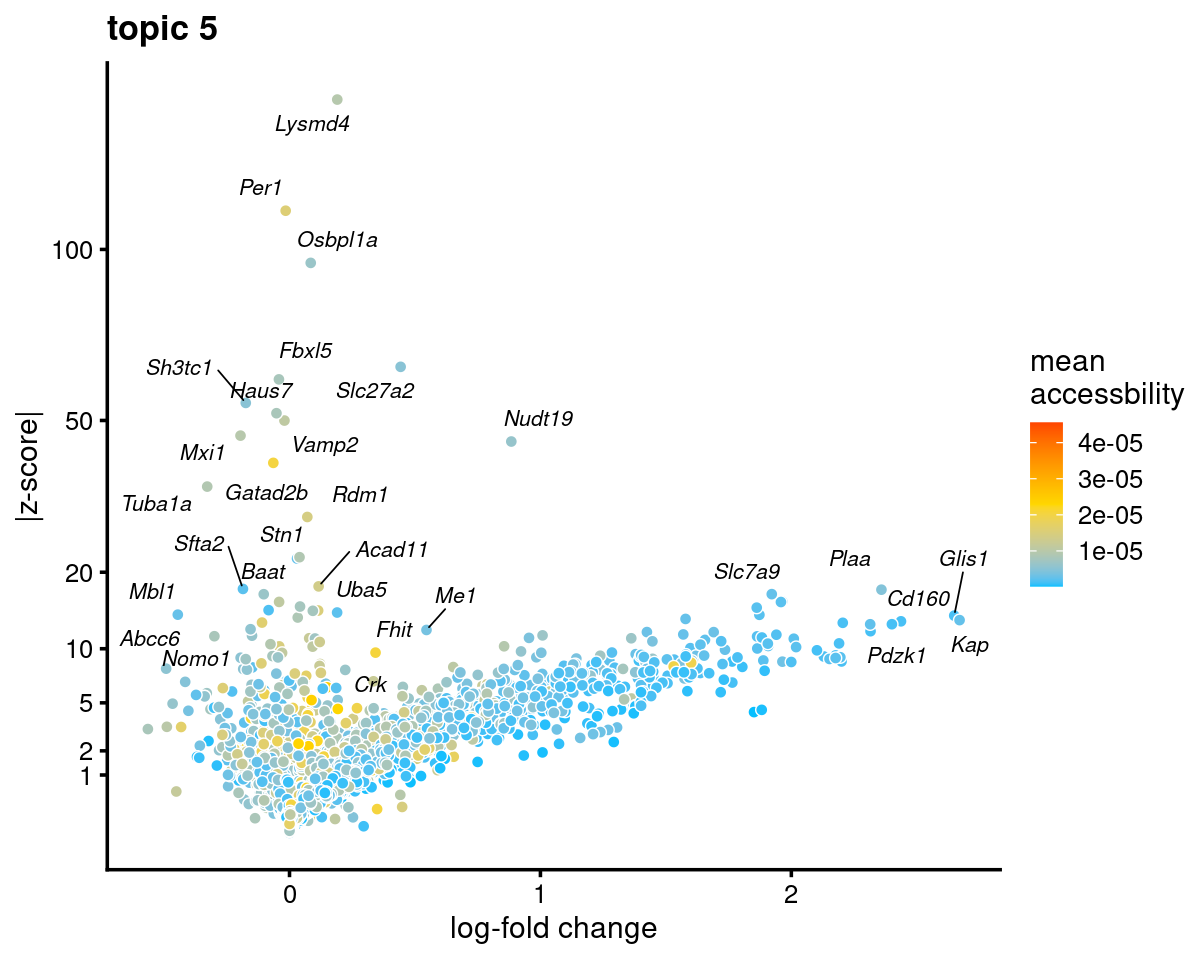 topic 5
Lysmd4
Per1
Osbpl1a
100
Fbxl5
Sh3tc1
Haus7
Slc27a2
mean
accessbility
Nudt19
50
Vamp2
Mxi1
4e-05
|z-score|
3e-05
Gatad2b
Rdm1
Tuba1a
2e-05
Stn1
Sfta2
Acad11
1e-05
Plaa
Glis1
20
Baat
Slc7a9
Mbl1
Uba5
Me1
Cd160
Fhit
Abcc6
10
Nomo1
Kap
Pdzk1
Crk
5
2
1
0
1
2
log-fold change